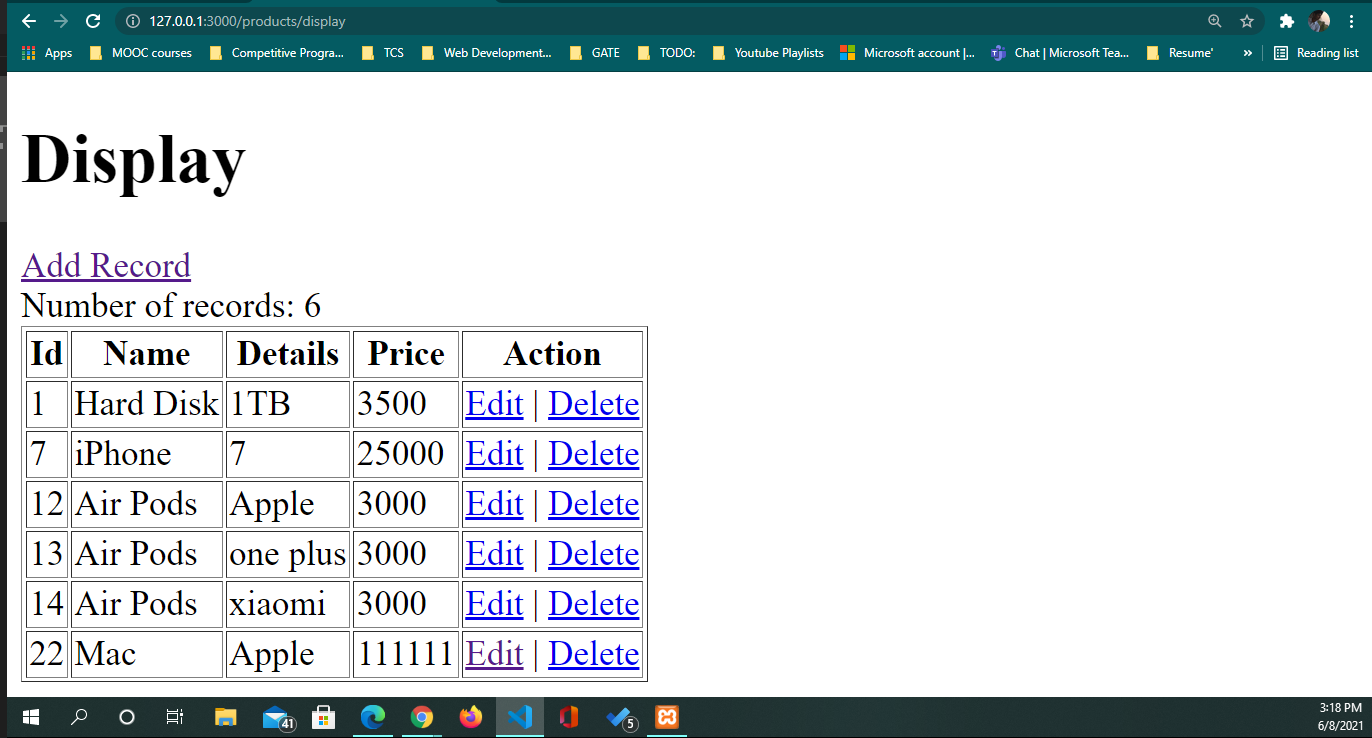 127.0.0.1:3000/products/display
Apps MOOC courses Competitive Progra... TCS Web Development... GATE TODO: Youtube Playlists Microsoft account |... Chat | Microsoft Tea... Resume' » Reading list
Display
Add Record
Number of records: 6
Id Name Details Price Action
1 Hard Disk 1TB 3500 Edit | Delete
7 iPhone 7 25000 Edit | Delete
12 Air Pods Apple 3000 Edit | Delete
13 Air Pods one plus 3000 Edit | Delete
14 Air Pods xiaomi 3000 Edit | Delete
22 Mac Apple 111111 Edit | Delete
41 5 3:18 PM
6/8/2021